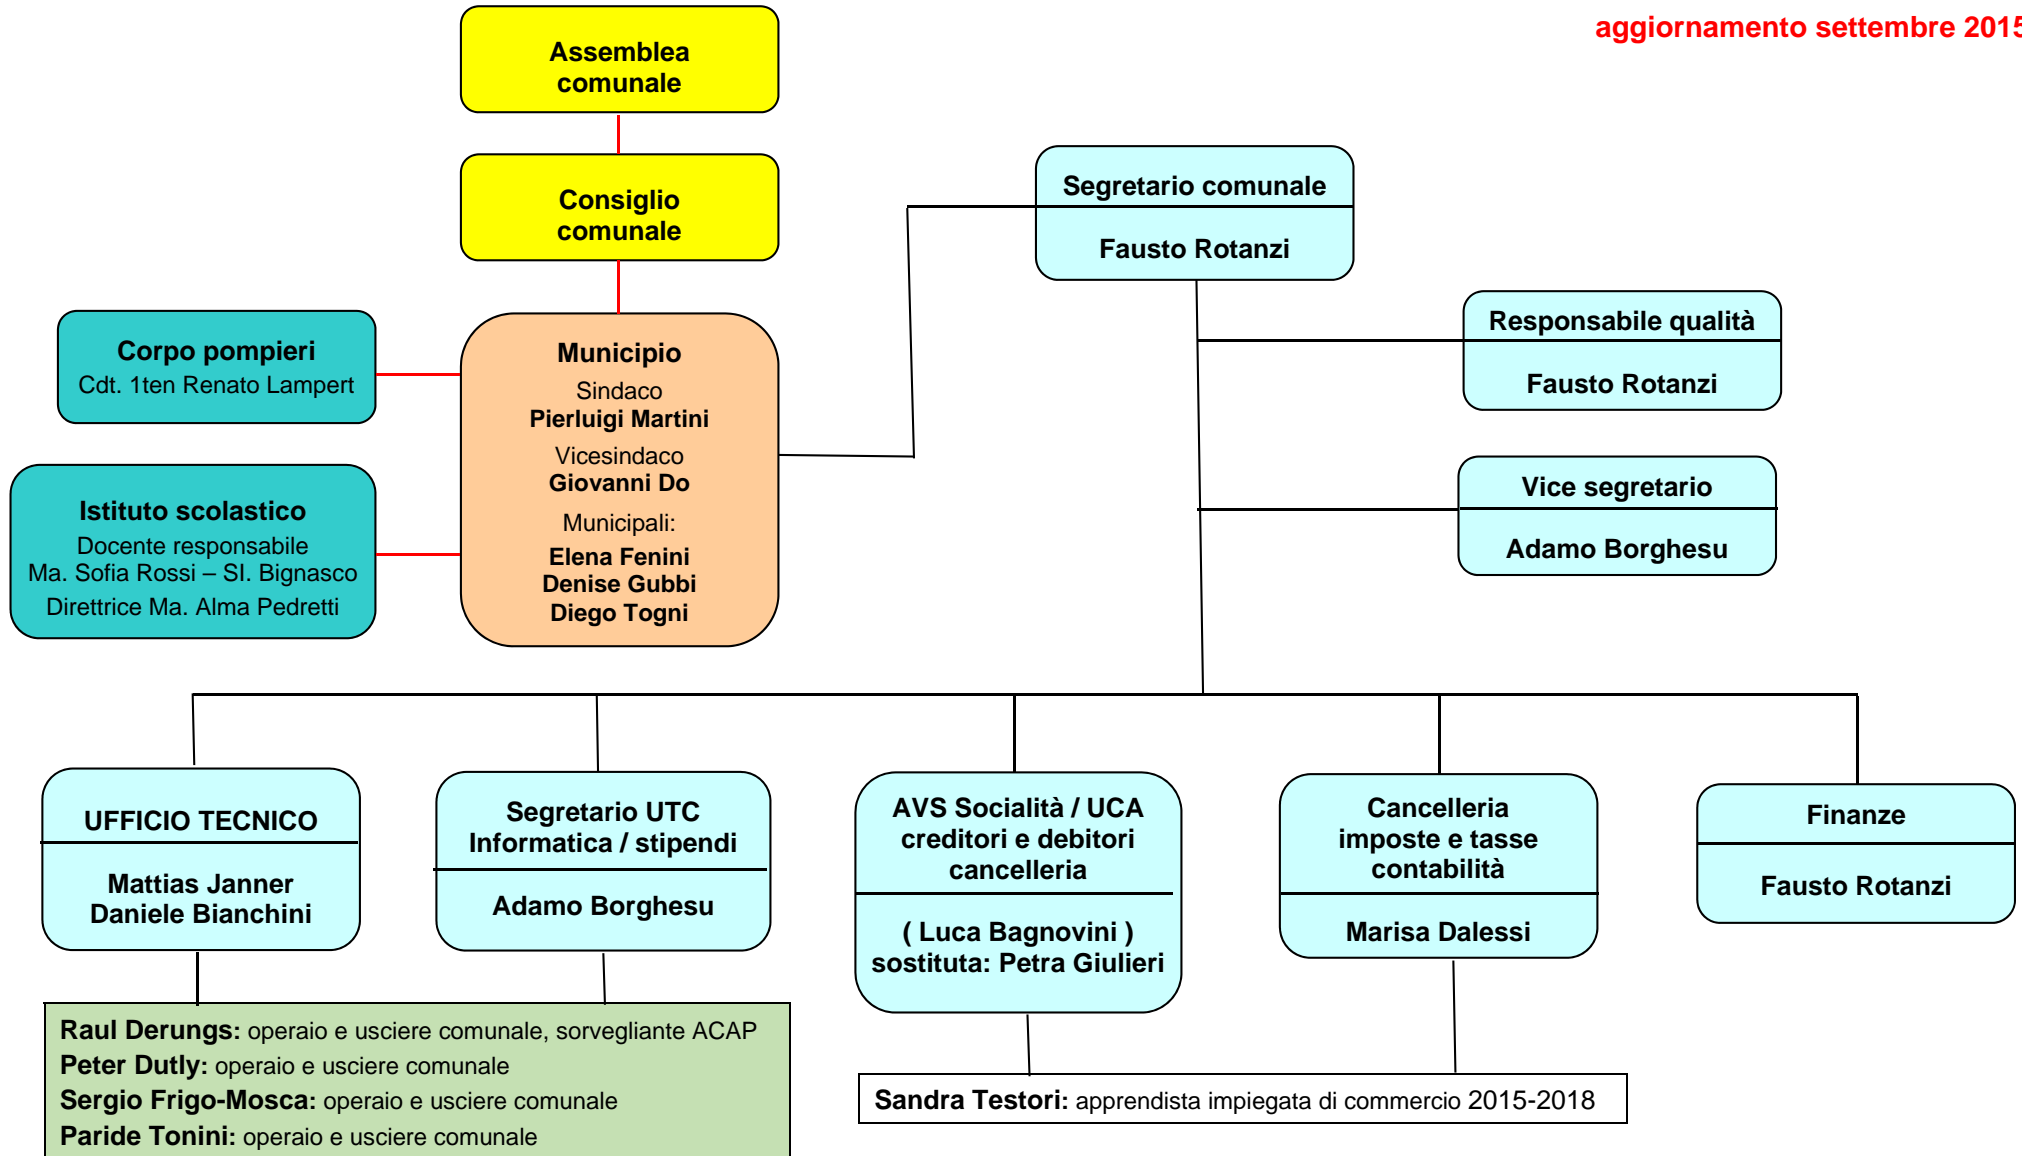 aggiornamento settembre 2015
Assemblea
comunale
Consiglio
comunale
Segretario comunale
Fausto Rotanzi
Responsabile qualità
Fausto Rotanzi
Vice segretario
Adamo Borghesu
Corpo pompieri
Cdt. 1ten Renato Lampert
Istituto scolastico
Docente responsabile
Ma. Sofia Rossi – SI. Bignasco
Direttrice Ma. Alma Pedretti
Municipio
Sindaco
Pierluigi Martini
Vicesindaco
Giovanni Do
Municipali:
Elena Fenini
Denise Gubbi
Diego Togni
UFFICIO TECNICO
Mattias Janner
Daniele Bianchini
Segretario UTC
Informatica / stipendi
Adamo Borghesu
AVS Socialità / UCA
creditori e debitori
cancelleria
( Luca Bagnovini )
sostituta: Petra Giulieri
Cancelleria
imposte e tasse
contabilità
Marisa Dalessi
Finanze
Fausto Rotanzi
Raul Derungs: operaio e usciere comunale, sorvegliante ACAP
Peter Dutly: operaio e usciere comunale
Sergio Frigo-Mosca: operaio e usciere comunale
Paride Tonini: operaio e usciere comunale
Sandra Testori: apprendista impiegata di commercio 2015-2018